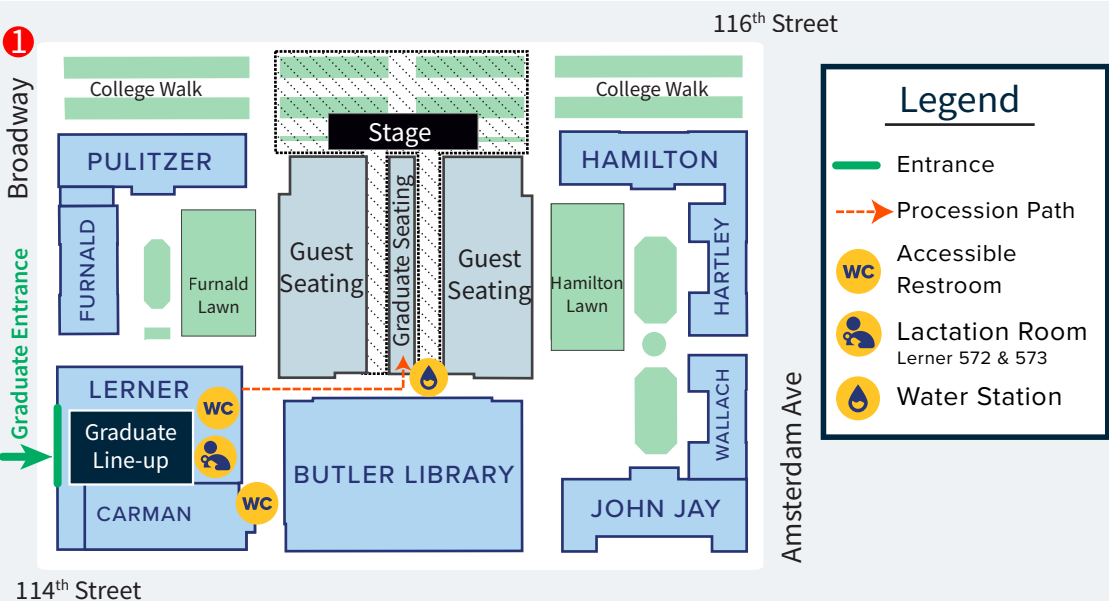 116th Street
1
Broadway
College Walk
College Walk
Stage
PULITZER
HAMILTON
FURNALD
Furnald
Lawn
Guest
Seating
Graduate Seating
Guest
Seating
Hamilton
Lawn
HARTLEY
Graduate Entrance
LERNER
WC
Graduate
Line-up
WC
CARMAN
BUTLER LIBRARY
WALLACH
JOHN JAY
Amsterdam Ave
114th Street
Legend
Entrance
Procession Path
WC
Accessible
Restroom
Lactation Room
Lerner 572 & 573
Water Station